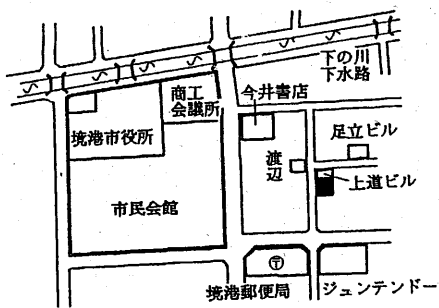 下の川
下水路
商工
会議所
今井書店
境港市役所
足立ビル
渡辺
上道ビル
市民会館
〒
境港郵便局
ジュンテンドー